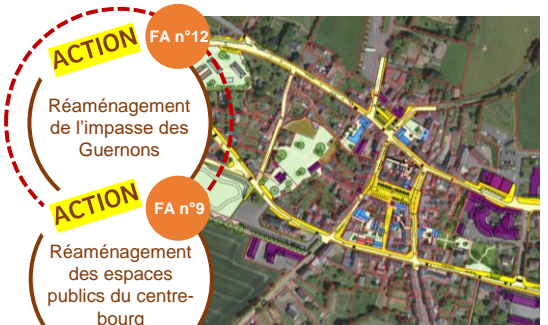 ACTION
FA n°12
Réaménagement
de l'impasse des
Guernons
ACTION
FA n°9
Réaménagement
des espaces
publics du centre-
bourg